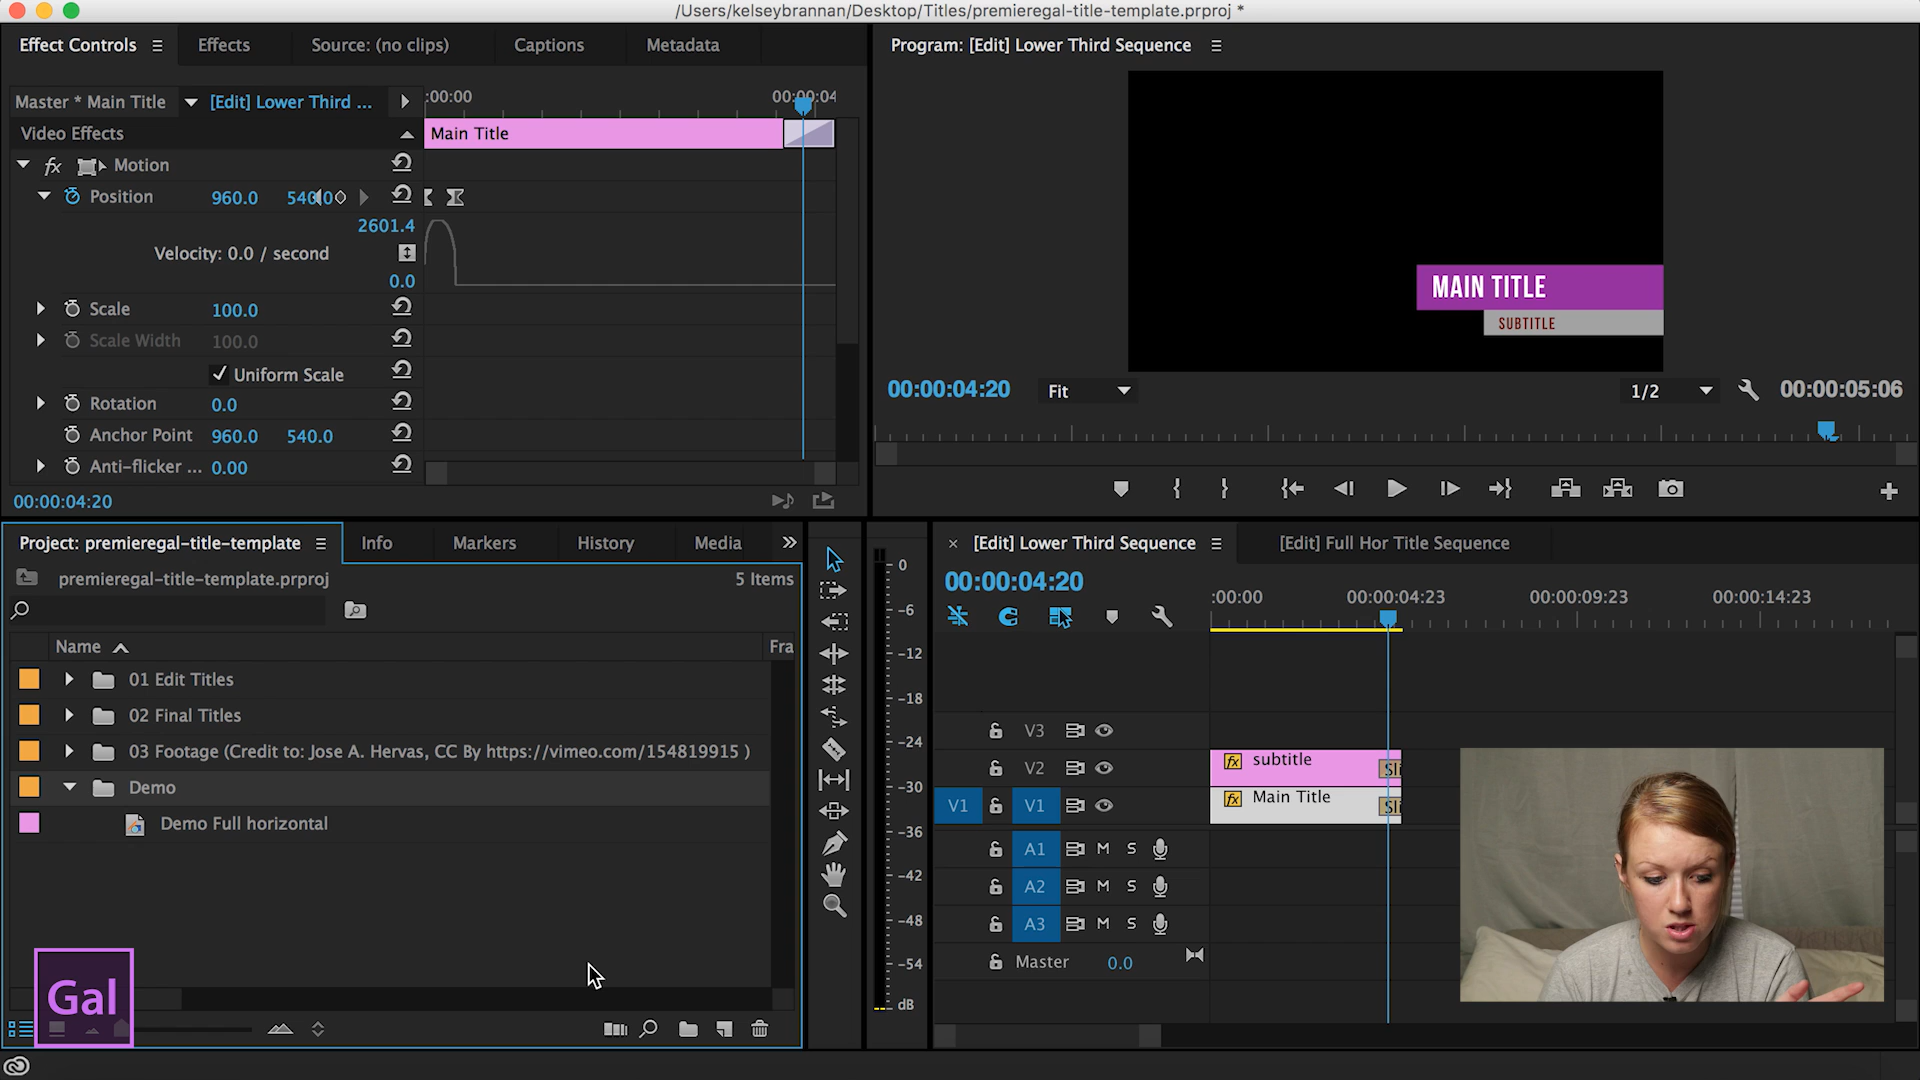 /Users/kelseybrannan/Desktop/Titles/premieregal-title-template.prproj *
Effect Controls
Effects
Source: (no clips)
Captions
Metadata
Program: [Edit] Lower Third Sequence
Master * Main Title
[Edit] Lower Third ...
:00:00
00:00:04
Video Effects
Main Title
fx Motion
Position 960.0 540.0
2601.4
Velocity: 0.0 / second
0.0
Scale 100.0
Scale Width 100.0
Uniform Scale
Rotation 0.0
Anchor Point 960.0 540.0
Anti-flicker ... 0.00
00:00:04:20
MAIN TITLE
SUBTITLE
00:00:04:20
Fit
1/2
00:00:05:06
Project: premieregal-title-template
Info
Markers
History
Media
premieregal-title-template.prproj
5 Items
Name
Fra
01 Edit Titles
02 Final Titles
03 Footage (Credit to: Jose A. Hervas, CC By https://vimeo.com/154819915 )
Demo
Demo Full horizontal
Gal
0
-6
-12
-18
-24
-30
-36
-42
-48
-54
dB
[Edit] Lower Third Sequence
[Edit] Full Hor Title Sequence
00:00:04:20
:00:00
00:00:04:23
00:00:09:23
00:00:14:23
V3
V2
fx subtitle
Sli
V1 V1
fx Main Title
Sli
A1 M S
A2 M S
A3 M S
Master 0.0